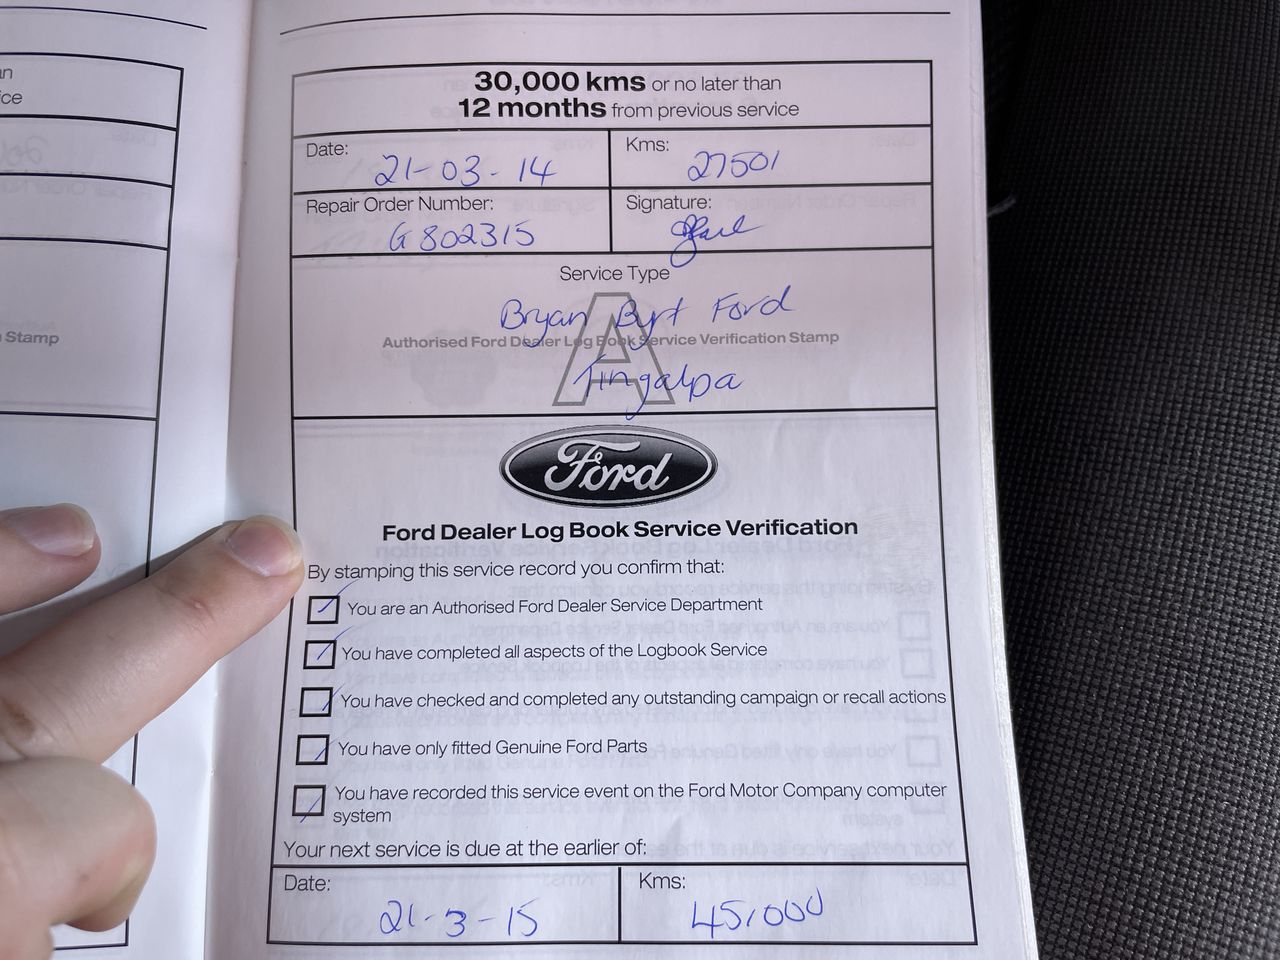 an
ice
Stamp
30,000 kms or no later than
12 months from previous service
Date:
21-03-14
Kms:
27501
Repair Order Number:
G802315
Signature:
Service Type
Bryan Byrt Ford
A
Authorised Ford Dealer Log Book Service Verification Stamp
Tingalpa
Ford
Ford Dealer Log Book Service Verification
By stamping this service record you confirm that:
You are an Authorised Ford Dealer Service Department
You have completed all aspects of the Logbook Service
You have checked and completed any outstanding campaign or recall actions
You have only fitted Genuine Ford Parts
You have recorded this service event on the Ford Motor Company computer
system
Your next service is due at the earlier of:
Date:
21-3-15
Kms:
45,000